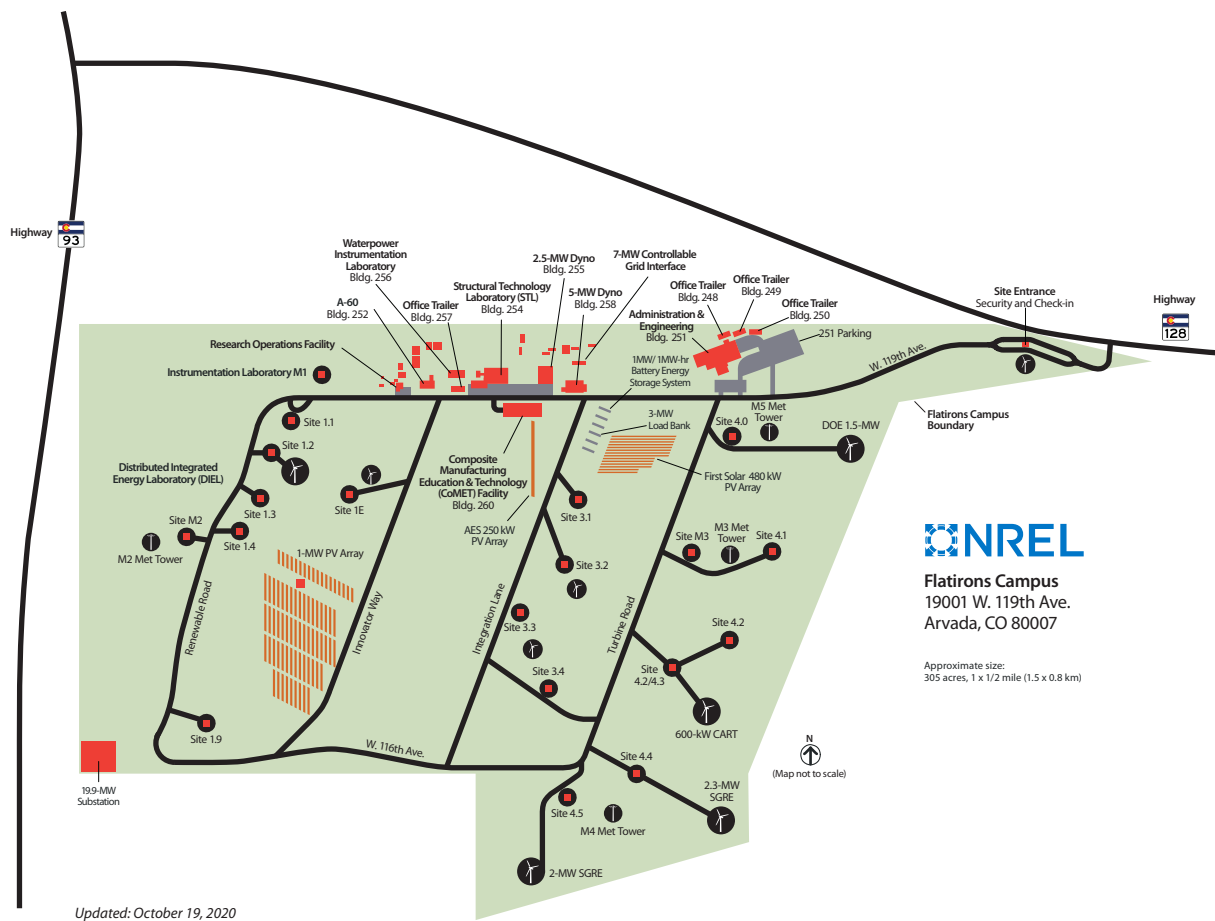 Highway
93
Waterpower
Instrumentation
Laboratory
Bldg. 256
A-60
Bldg. 252
Office Trailer
Bldg. 257
Structural Technology
Laboratory (STL)
Bldg. 254
2.5-MW Dyno
Bldg. 255
5-MW Dyno
Bldg. 258
7-MW Controllable
Grid Interface
Office Trailer
Bldg. 248
Office Trailer
Bldg. 249
Office Trailer
Bldg. 250
Administration &
Engineering
Bldg. 251
251 Parking
Site Entrance
Security and Check-in
Highway
128
Research Operations Facility
Instrumentation Laboratory M1
1MW/ 1MW-hr
Battery Energy
Storage System
W. 119th Ave.
Flatirons Campus
Boundary
Site 1.1
Site 1.2
Distributed Integrated
Energy Laboratory (DIEL)
Site 1.3
Site 1E
Site M2
Site 1.4
M2 Met Tower
1-MW PV Array
Composite
Manufacturing
Education & Technology
(CoMET) Facility
Bldg. 260
AES 250 kW
PV Array
3-MW
Load Bank
First Solar 480 kW
PV Array
Site 4.0
M5 Met
Tower
DOE 1.5-MW
Site 3.1
Site 3.2
Site 3.3
Site 3.4
Site M3
M3 Met
Tower
Site 4.1
Site 4.2
Site
4.2/4.3
600-kW CART
Renewable Road
Innovator Way
Integration Lane
Turbine Road
Site 1.9
W. 116th Ave.
19.9-MW
Substation
Site 4.4
Site 4.5
M4 Met Tower
2.3-MW
SGRE
2-MW SGRE
N
(Map not to scale)
NREL
Flatirons Campus
19001 W. 119th Ave.
Arvada, CO 80007
Approximate size:
305 acres, 1 x 1/2 mile (1.5 x 0.8 km)
Updated: October 19, 2020